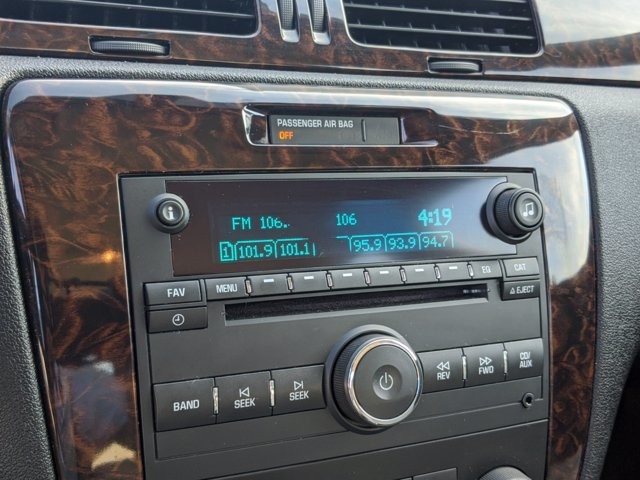 PASSENGER AIR BAG
OFF
FM 106. 106 4:19
1 101.9 101.1 95.9 93.9 94.7
MENU EQ CAT
FAV EJECT
BAND SEEK SEEK REV FWD CD/
AUX